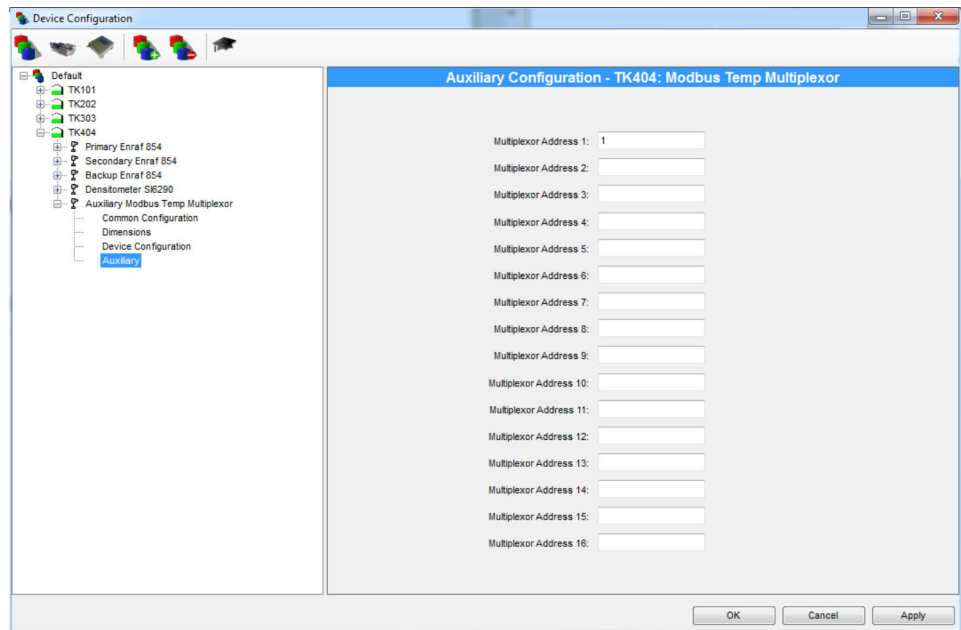 Device Configuration
Default
TK101
TK202
TK303
TK404
Primary Enraf 854
Secondary Enraf 854
Backup Enraf 854
Densitometer SI6290
Auxiliary Modbus Temp Multiplexor
Common Configuration
Dimensions
Device Configuration
Auxiliary
Auxiliary Configuration - TK404: Modbus Temp Multiplexor
Multiplexor Address 1: 1
Multiplexor Address 2:
Multiplexor Address 3:
Multiplexor Address 4:
Multiplexor Address 5:
Multiplexor Address 6:
Multiplexor Address 7:
Multiplexor Address 8:
Multiplexor Address 9:
Multiplexor Address 10:
Multiplexor Address 11:
Multiplexor Address 12:
Multiplexor Address 13:
Multiplexor Address 14:
Multiplexor Address 15:
Multiplexor Address 16:
OK Cancel Apply